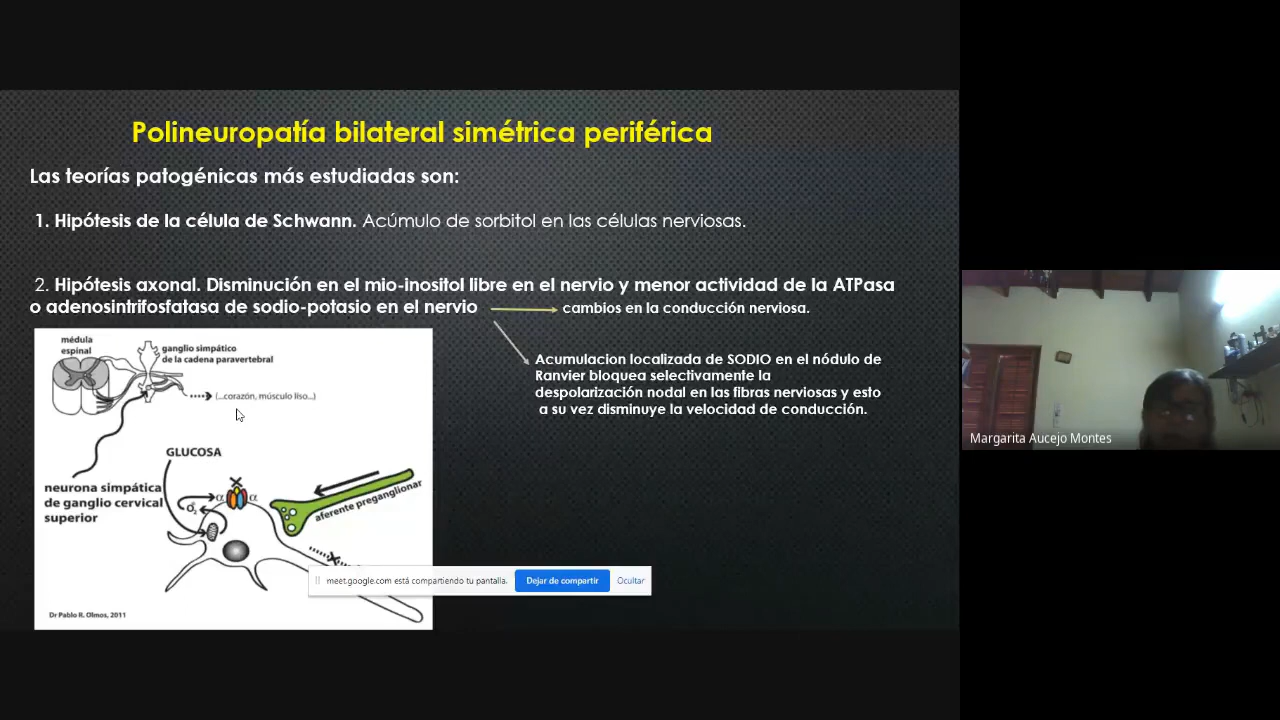 Polineuropatía bilateral simétrica periférica
Las teorías patogénicas más estudiadas son:
1. Hipótesis de la célula de Schwann. Acúmulo de sorbitol en las células nerviosas.
2. Hipótesis axonal. Disminución en el mio-inositol libre en el nervio y menor actividad de la ATPasa
o adenosintrifosfatasa de sodio-potasio en el nervio
cambios en la conducción nerviosa.
Acumulacion localizada de SODIO en el nódulo de
Ranvier bloquea selectivamente la
despolarización nodal en las fibras nerviosas y esto
a su vez disminuye la velocidad de conducción.
médula
espinal
ganglio simpático
de la cadena paravertebral
(...corazón, músculo liso...)
GLUCOSA
neurona simpática
de ganglio cervical
superior
α
α
O2
aferente preganglionar
Dr Pablo R. Olmos, 2011
meet.google.com está compartiendo tu pantalla.
Dejar de compartir
Ocultar
Margarita Aucejo Montes